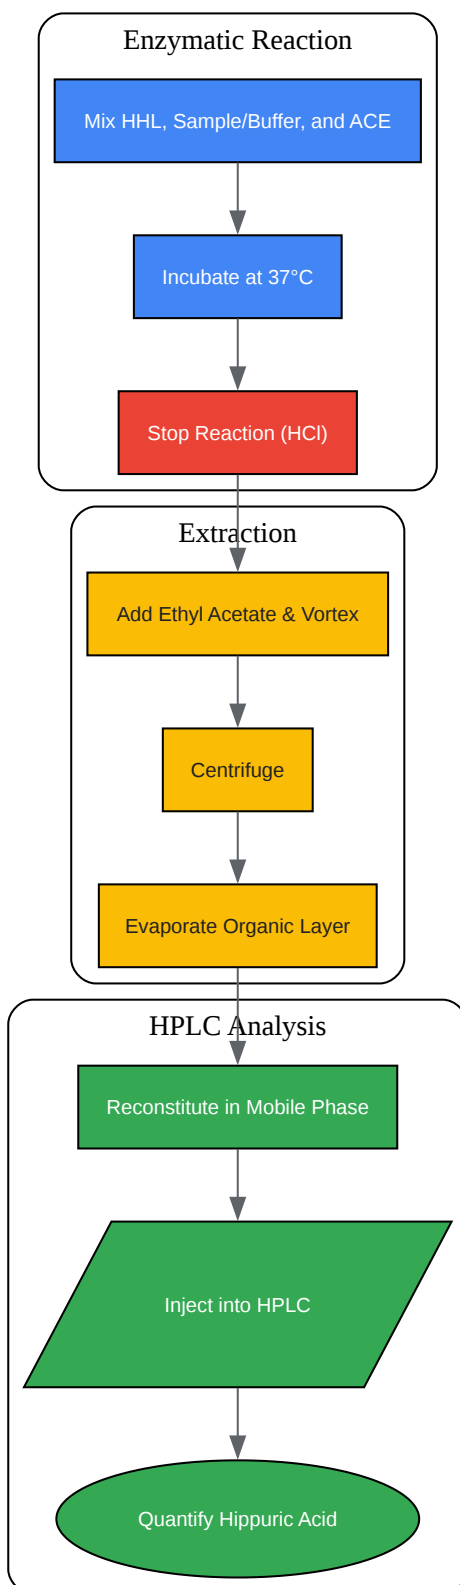 Enzymatic Reaction
Mix HHL, Sample/Buffer, and ACE
Incubate at 37°C
Stop Reaction (HCl)
Extraction
Add Ethyl Acetate & Vortex
Centrifuge
Evaporate Organic Layer
HPLC Analysis
Reconstitute in Mobile Phase
Inject into HPLC
Quantify Hippuric Acid